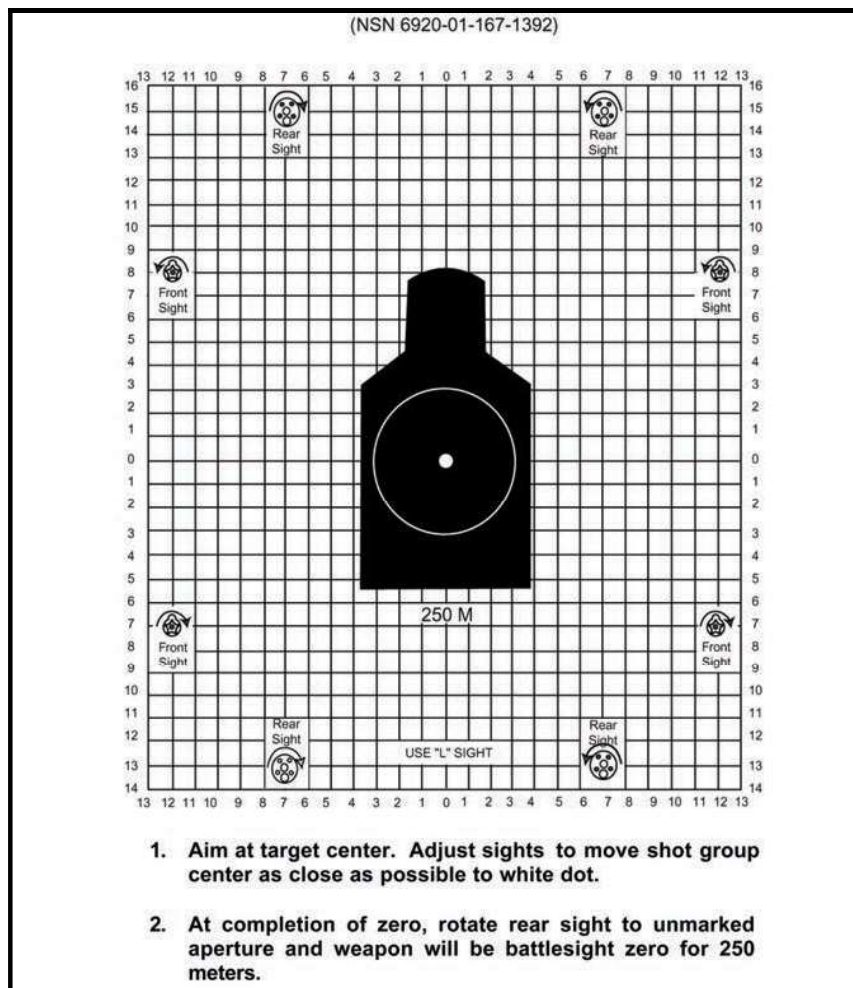 (NSN 6920-01-167-1392)
13 12 11 10 9 8 7 6 4 3 2 1 0 1 2 3 4 5 6 7 8 9 10 11 12 13
16 16
15 15
14 Rear Rear 14
13 Sight Sight 13
12 12
11 11
10 10
9 9
8 8
7 Front Front 7
6 Sight Sight 6
5 5
4 4
3 3
2 2
1 1
0 0
1 1
2 2
3 3
4 4
5 5
6 6
7 250 M 7
8 Front Front 8
9 Sight Sight 9
10 10
11 11
12 Rear Rear 12
Sight Sight
USE "L" SIGHT
13 13
14 14
13 12 11 10 9 8 7 6 4 3 2 1 0 1 2 3 4 6 7 8 9 10 11 12 13
1. Aim at target center. Adjust sights to move shot group
center as close as possible to white dot.
2. At completion of zero, rotate rear sight to unmarked
aperture and weapon will be battlesight zero for 250
meters.